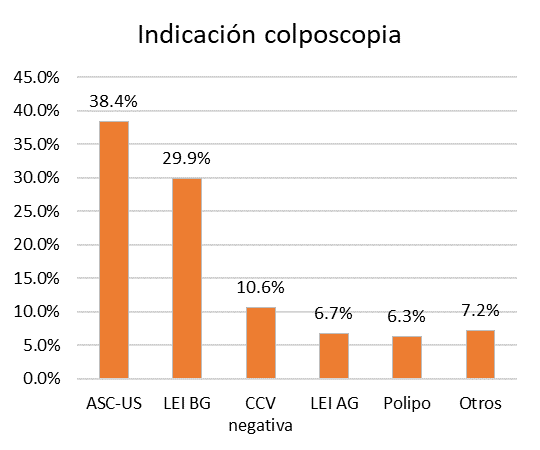 Indicación colposcopia
45.0%
40.0%
35.0%
30.0%
25.0%
20.0%
15.0%
10.0%
5.0%
0.0%
38.4%
29.9%
10.6%
6.7%
6.3%
7.2%
ASC-US
LEI BG
CCV
negativa
LEI AG
Polipo
Otros